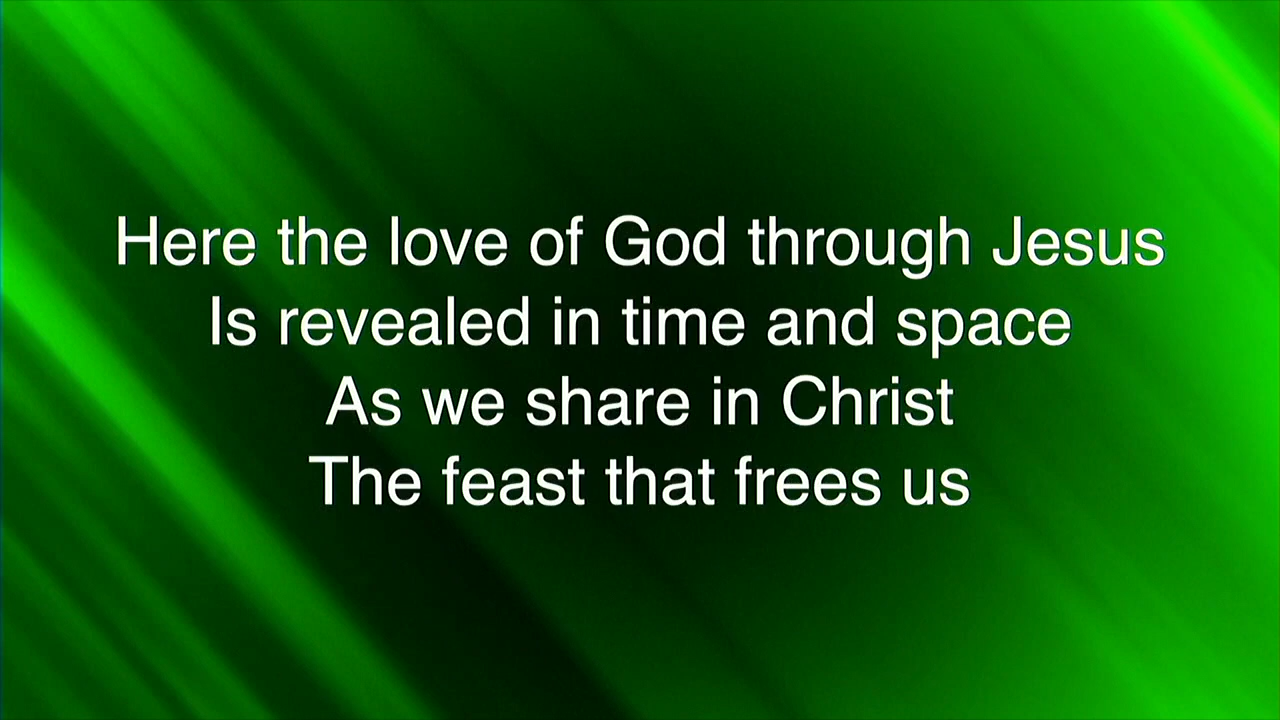 Here the love of God through Jesus
Is revealed in time and space
As we share in Christ
The feast that frees us